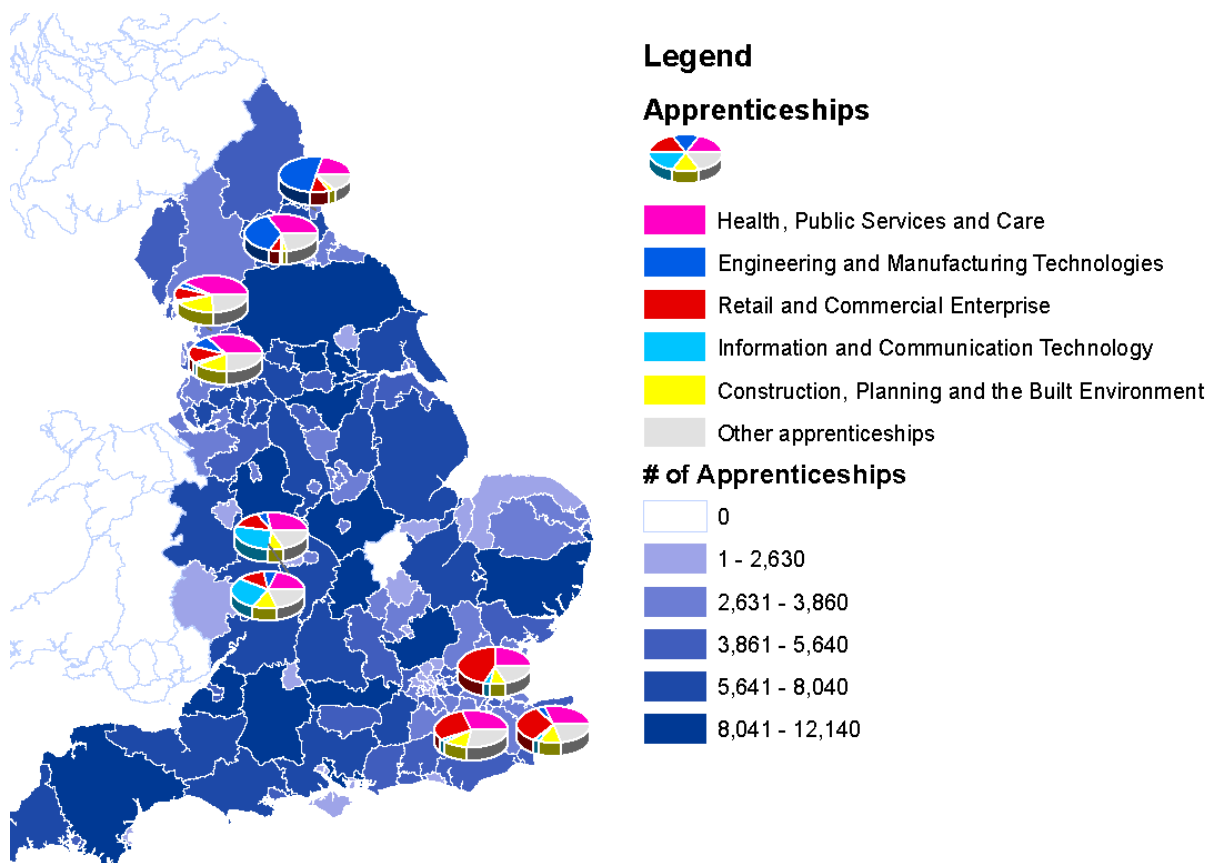 Legend
Apprenticeships
Health, Public Services and Care
Engineering and Manufacturing Technologies
Retail and Commercial Enterprise
Information and Communication Technology
Construction, Planning and the Built Environment
Other apprenticeships
# of Apprenticeships
0
1 - 2,630
2,631 - 3,860
3,861 - 5,640
5,641 - 8,040
8,041 - 12,140